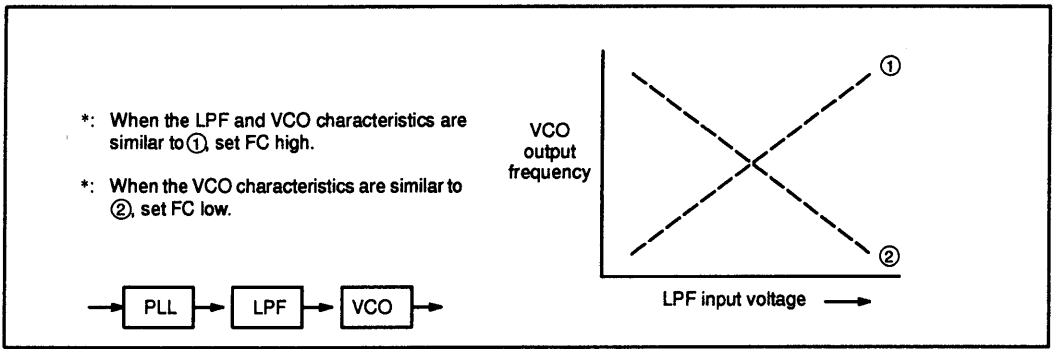 *: When the LPF and VCO characteristics are
similar to ①, set FC high.
*: When the VCO characteristics are similar to
②, set FC low.
PLL
LPF
VCO
VCO
output
frequency
①
②
LPF input voltage